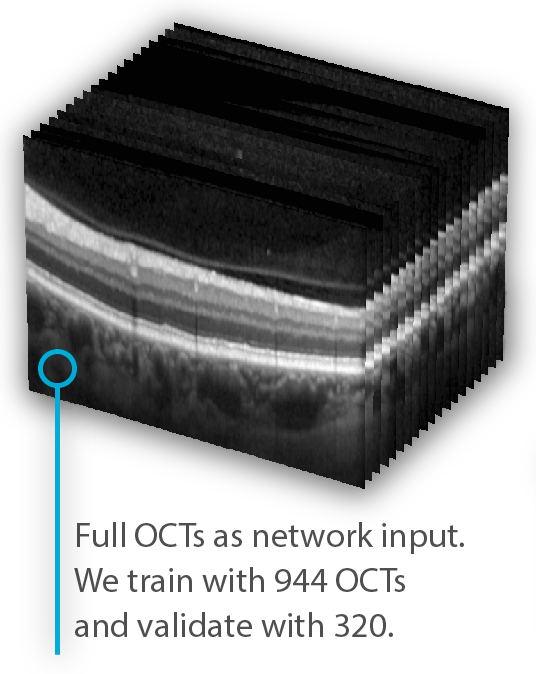 Full OCTs as network input.
We train with 944 OCTs
and validate with 320.